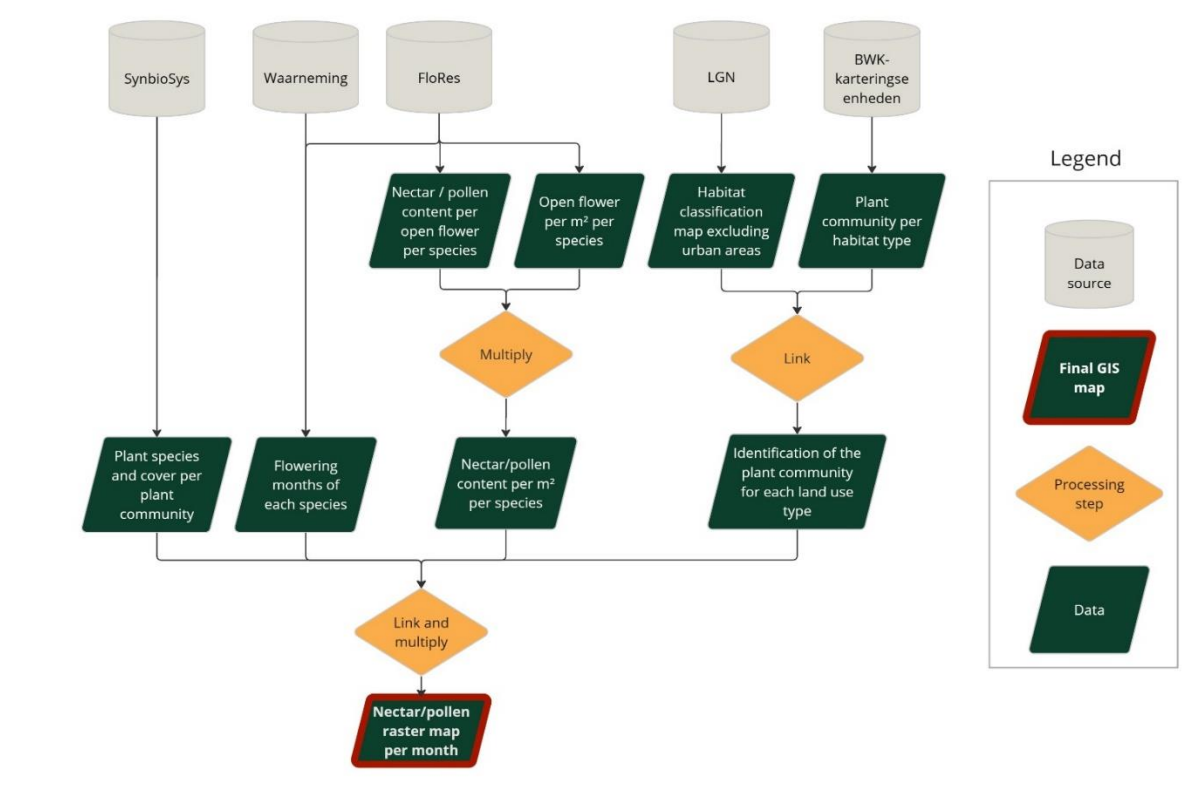 SynbioSys
Waarneming
FloRes
LGN
BWK-
karteringse
enheden
Legend
Nectar / pollen
content per
open flower
per species
Open flower
per m² per
species
Habitat
classification
map excluding
urban areas
Plant
community per
habitat type
Data
source
Multiply
Link
Final GIS
map
Plant species
and cover per
plant
community
Flowering
months of
each species
Nectar/pollen
content per m²
per species
Identification of the
plant community
for each land use
type
Processing
step
Link and
multiply
Data
Nectar/pollen
raster map
per month